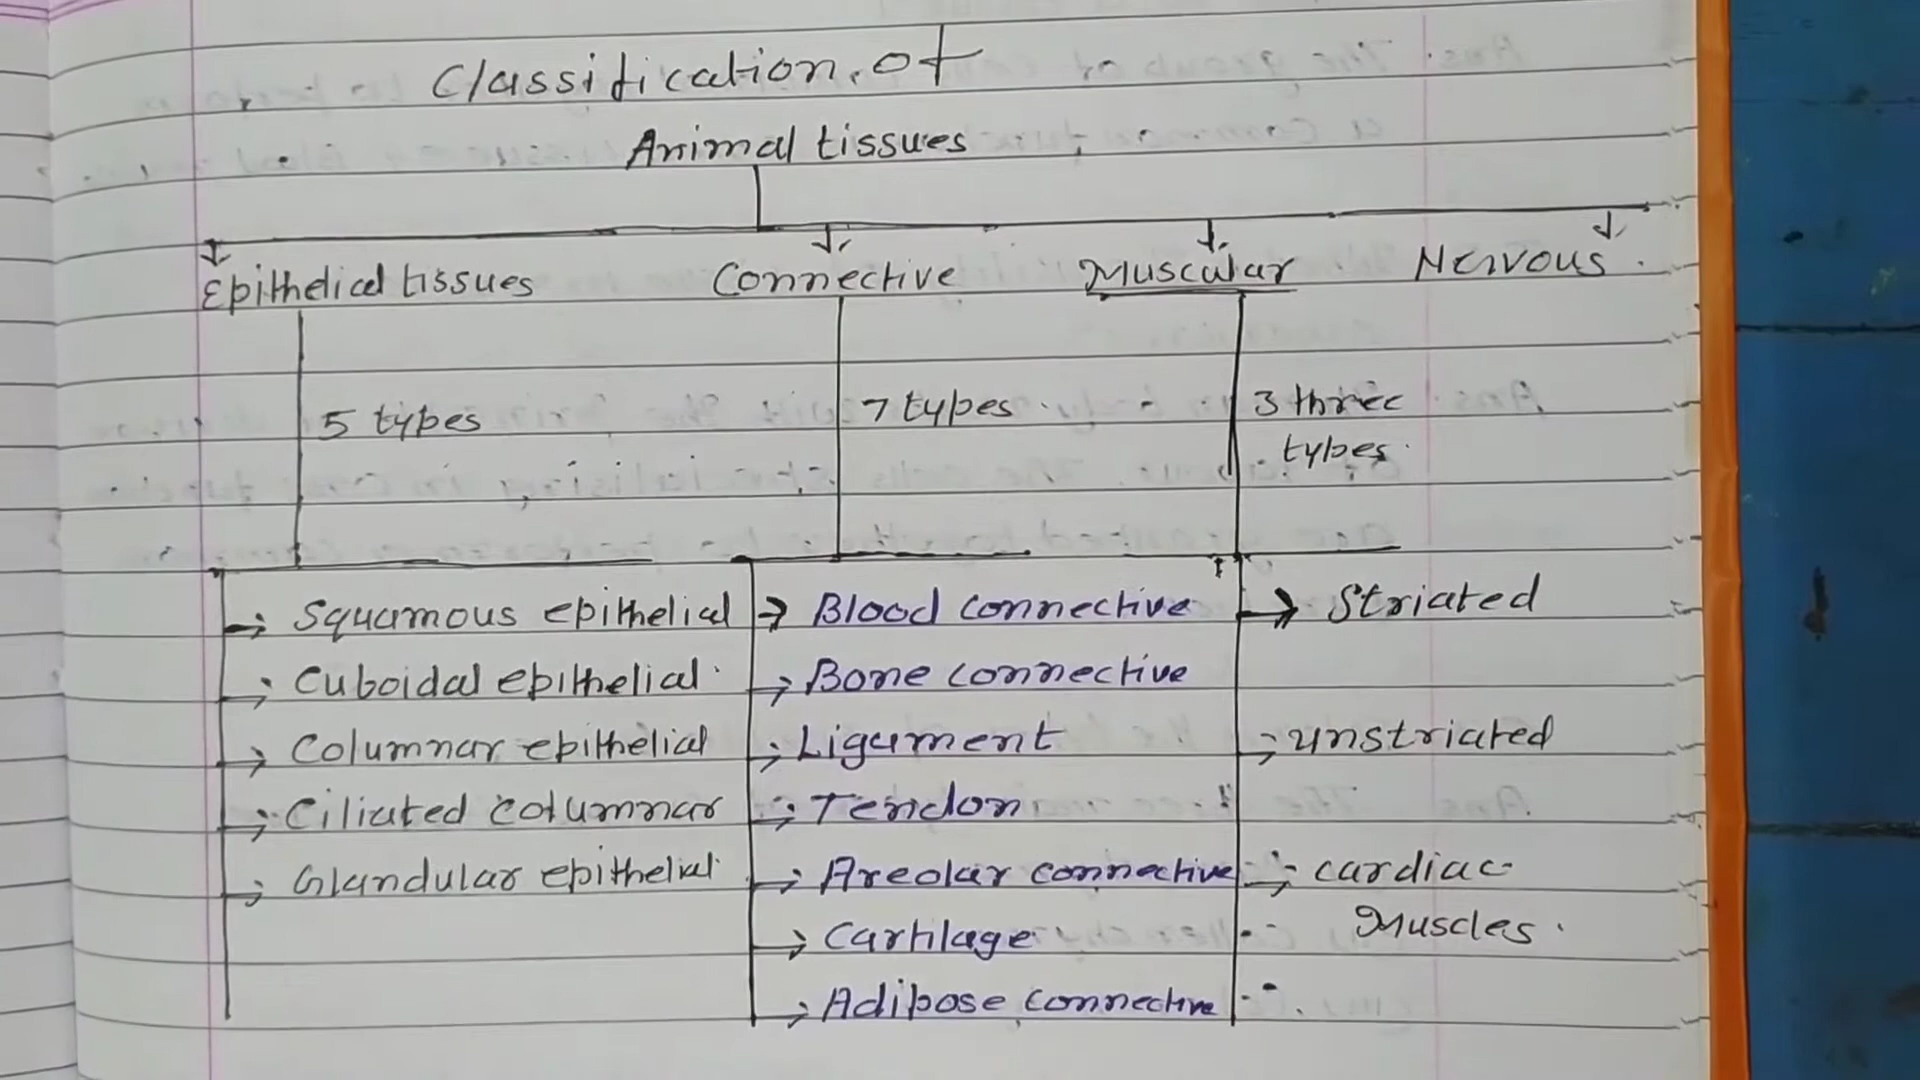 Classification of
Animal tissues
Epithelical tissues Connective Muscular Nervous
5 types 7 types 3 three
types
Squamous epithelial Blood connective Striated
Cuboidal epithelial Bone connective
Columnar epithelial Ligament unstriated
Ciliated columnar Tendon
Glandular epithelial Areolar connective cardiac
Cartilage Muscles
Adipose connective